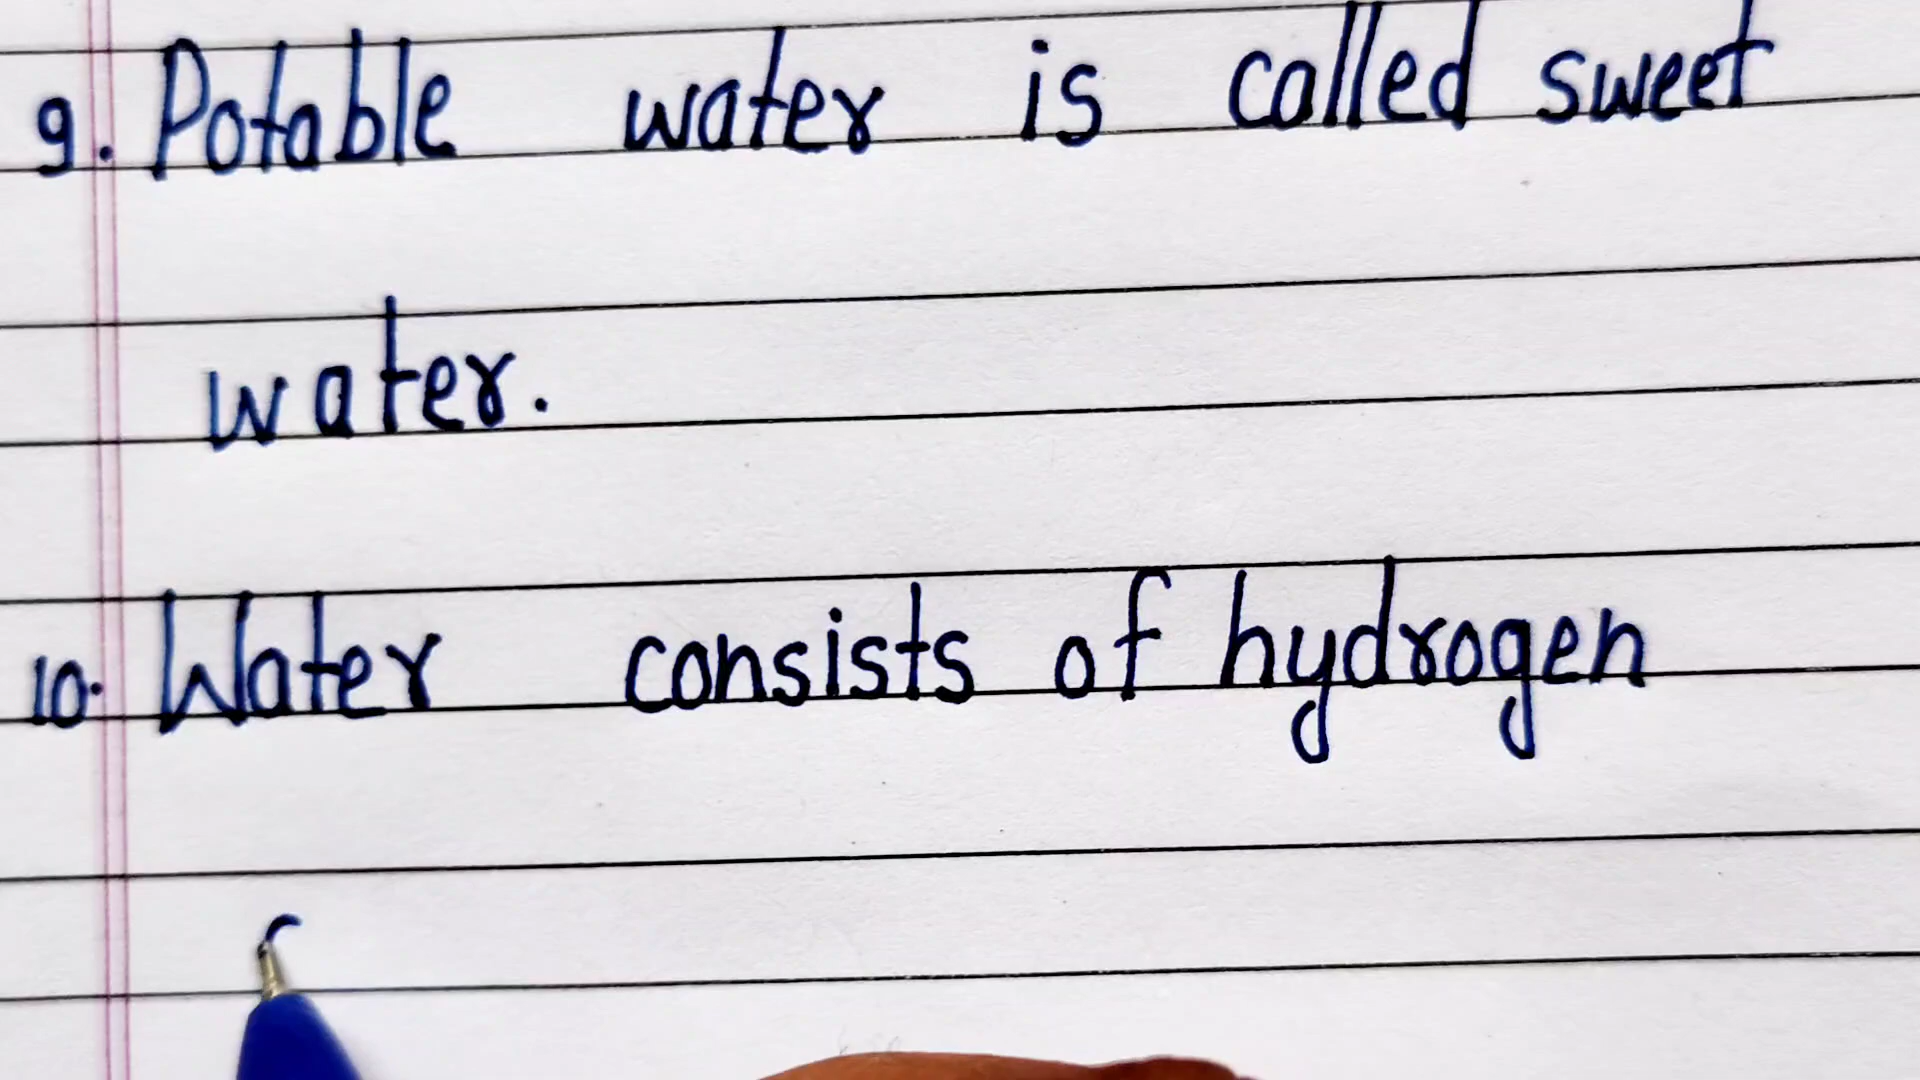 9. Potable water is called sweet
water.
10. Water consists of hydrogen